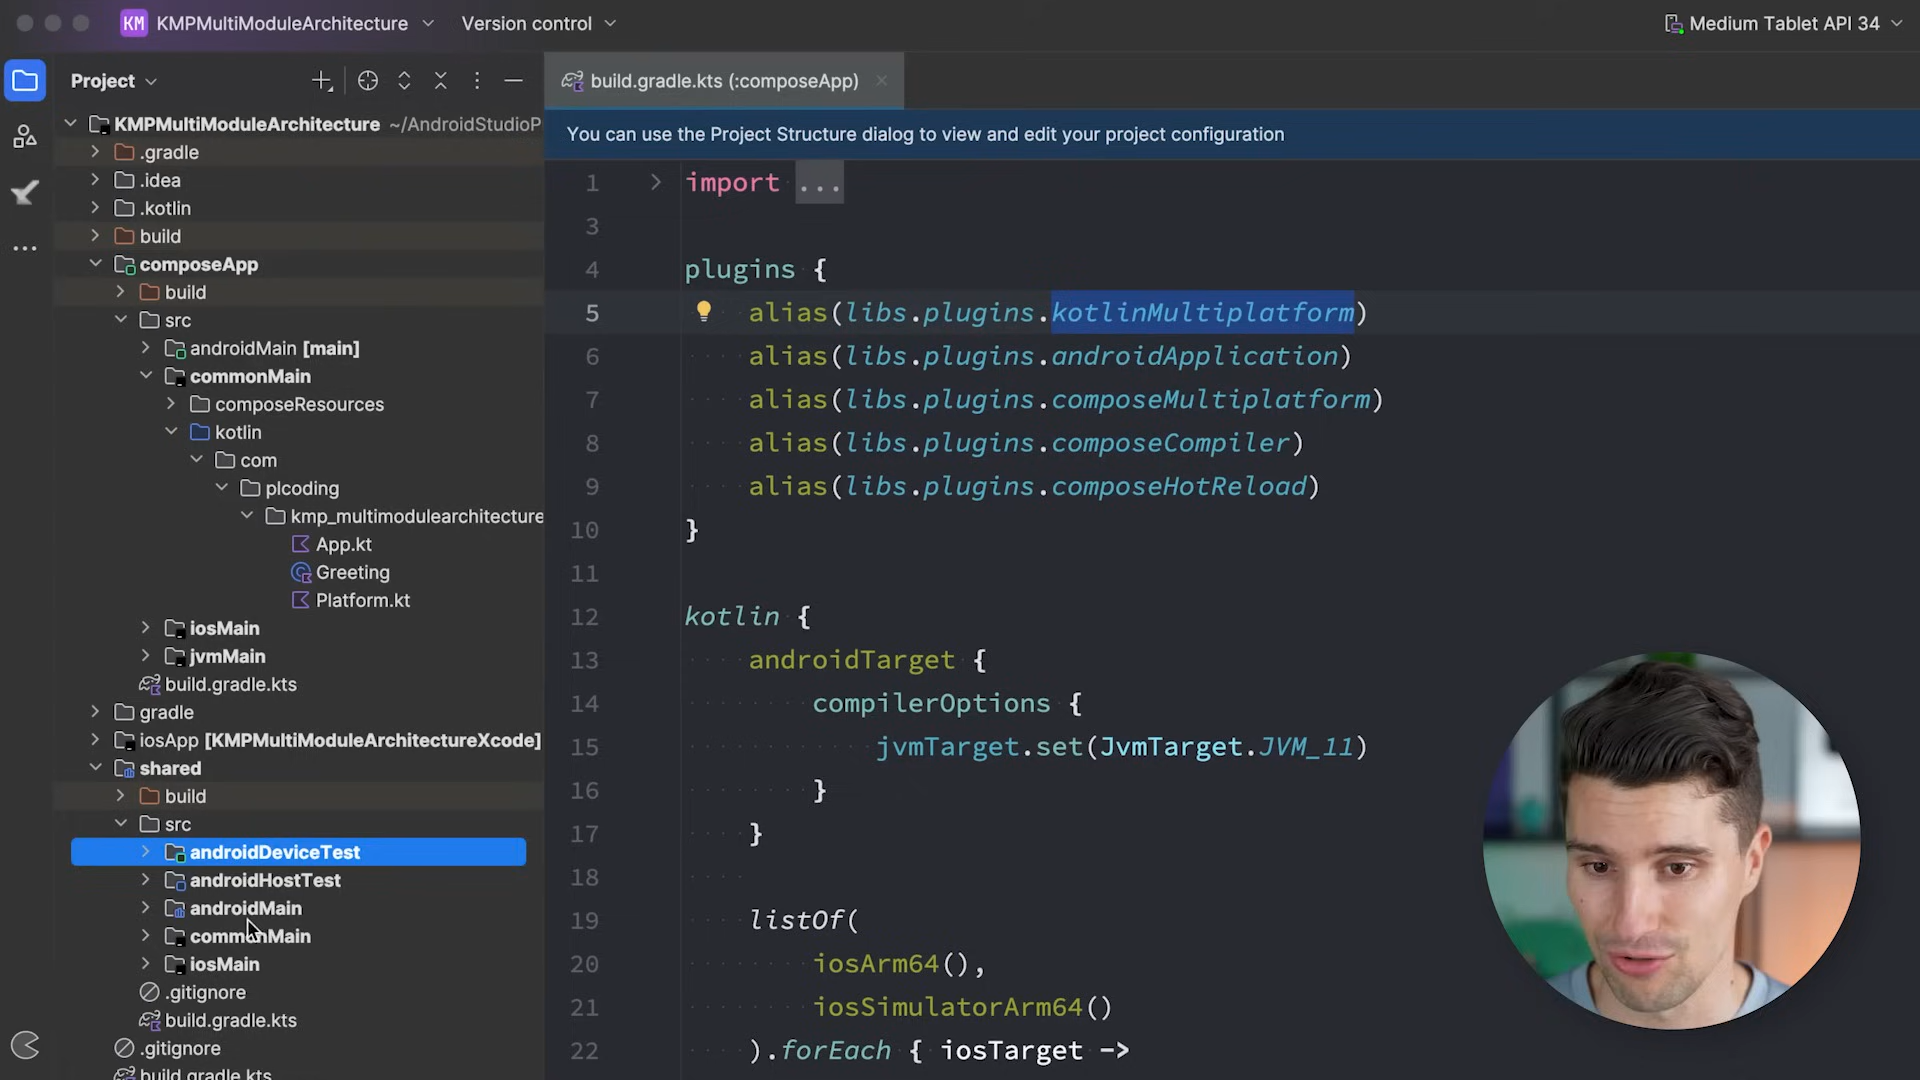 KM KMPMultiModuleArchitecture Version control Medium Tablet API 34
Project
build.gradle.kts (:composeApp)
You can use the Project Structure dialog to view and edit your project configuration
KMPMultiModuleArchitecture ~/AndroidStudioP
.gradle
.idea
.kotlin
build
composeApp
build
src
androidMain [main]
commonMain
composeResources
kotlin
com
plcoding
kmp_multimodulearchitecture
App.kt
Greeting
Platform.kt
iosMain
jvmMain
build.gradle.kts
gradle
iosApp [KMPMultiModuleArchitectureXcode]
shared
build
src
androidDeviceTest
androidHostTest
androidMain
commonMain
iosMain
.gitignore
build.gradle.kts
.gitignore
build.gradle.kts
1 import ...
3
4 plugins {
5 alias(libs.plugins.kotlinMultiplatform)
6 alias(libs.plugins.androidApplication)
7 alias(libs.plugins.composeMultiplatform)
8 alias(libs.plugins.composeCompiler)
9 alias(libs.plugins.composeHotReload)
10 }
11
12 kotlin {
13 androidTarget {
14 compilerOptions {
15 jvmTarget.set(JvmTarget.JVM_11)
16 }
17 }
18
19 listOf(
20 iosArm64(),
21 iosSimulatorArm64()
22 ).forEach { iosTarget ->